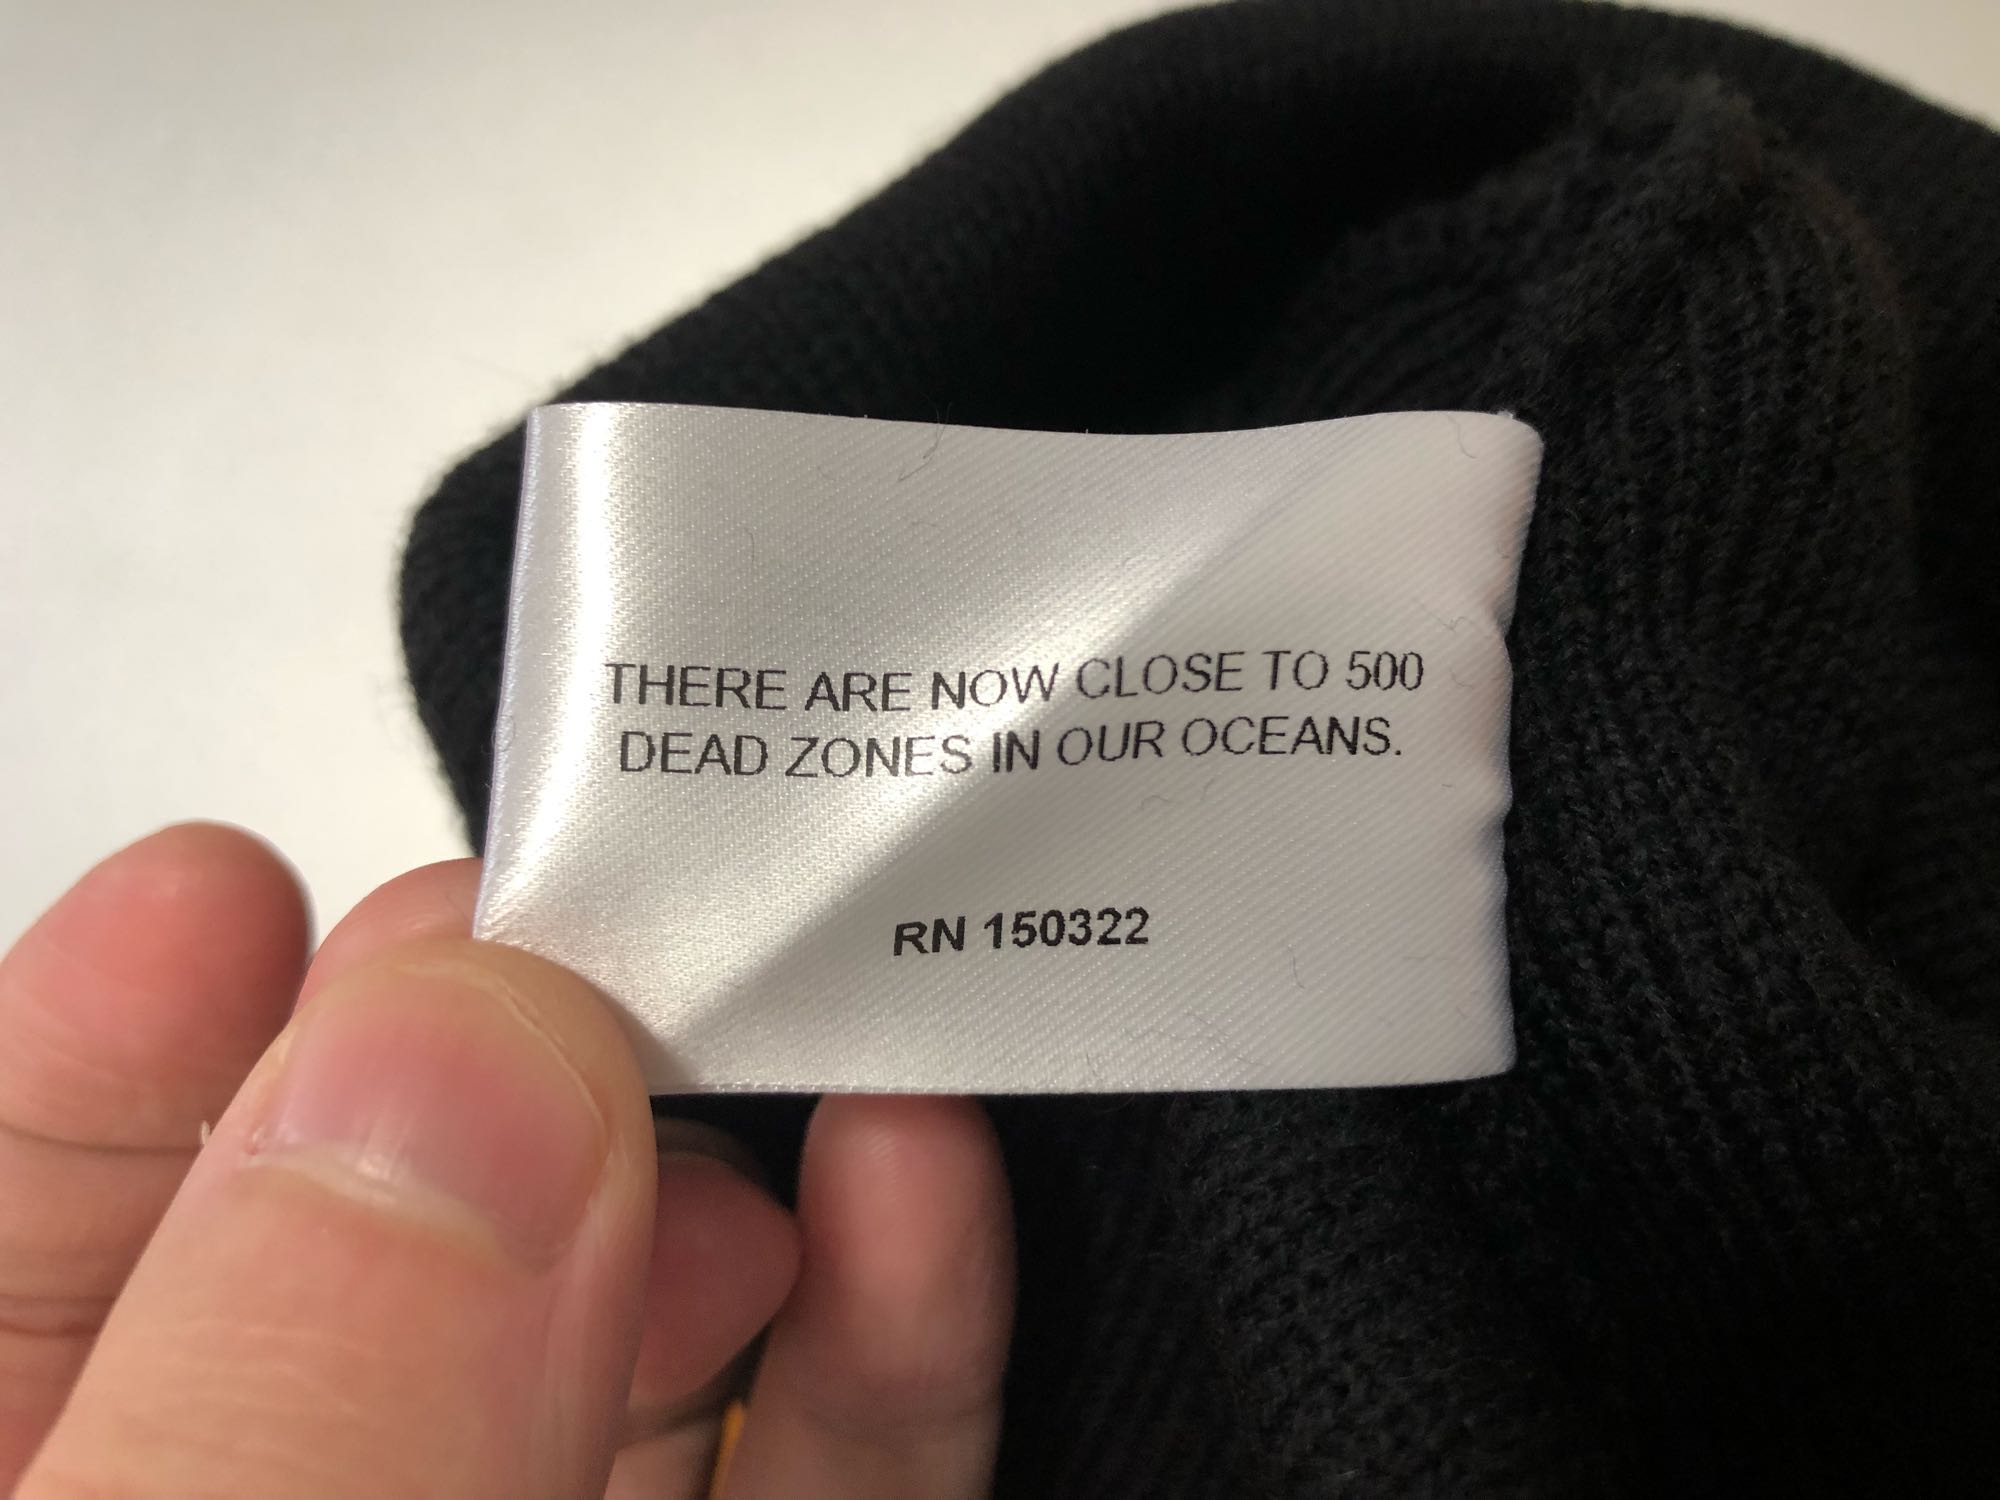 THERE ARE NOW CLOSE TO 500
DEAD ZONES IN OUR OCEANS.
RN 150322